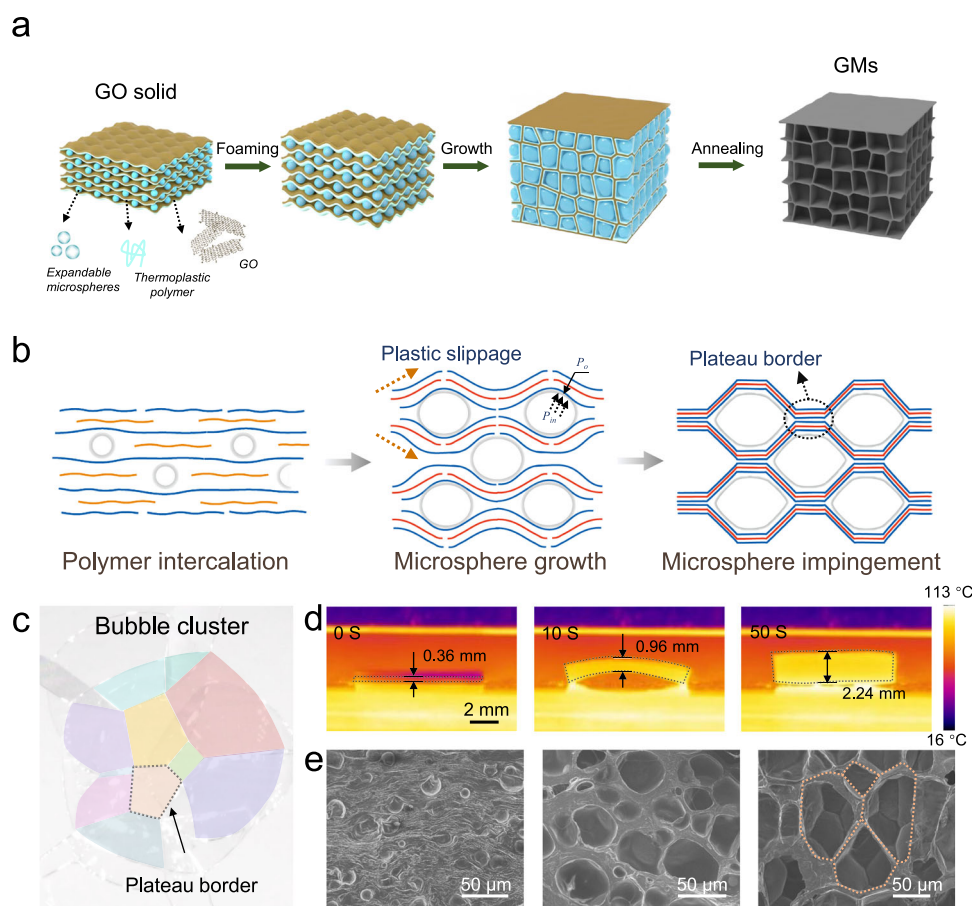 a
GO solid
GMs
Foaming
Growth
Annealing
Expandable
microspheres
Thermoplastic
polymer
GO
b
Plastic slippage
Po
Pin
Plateau border
Polymer intercalation
Microsphere growth
Microsphere impingement
c
Bubble cluster
Plateau border
d
0 S
0.36 mm
2 mm
10 S
0.96 mm
50 S
2.24 mm
113 °C
16 °C
e
50 μm
50 μm
50 μm